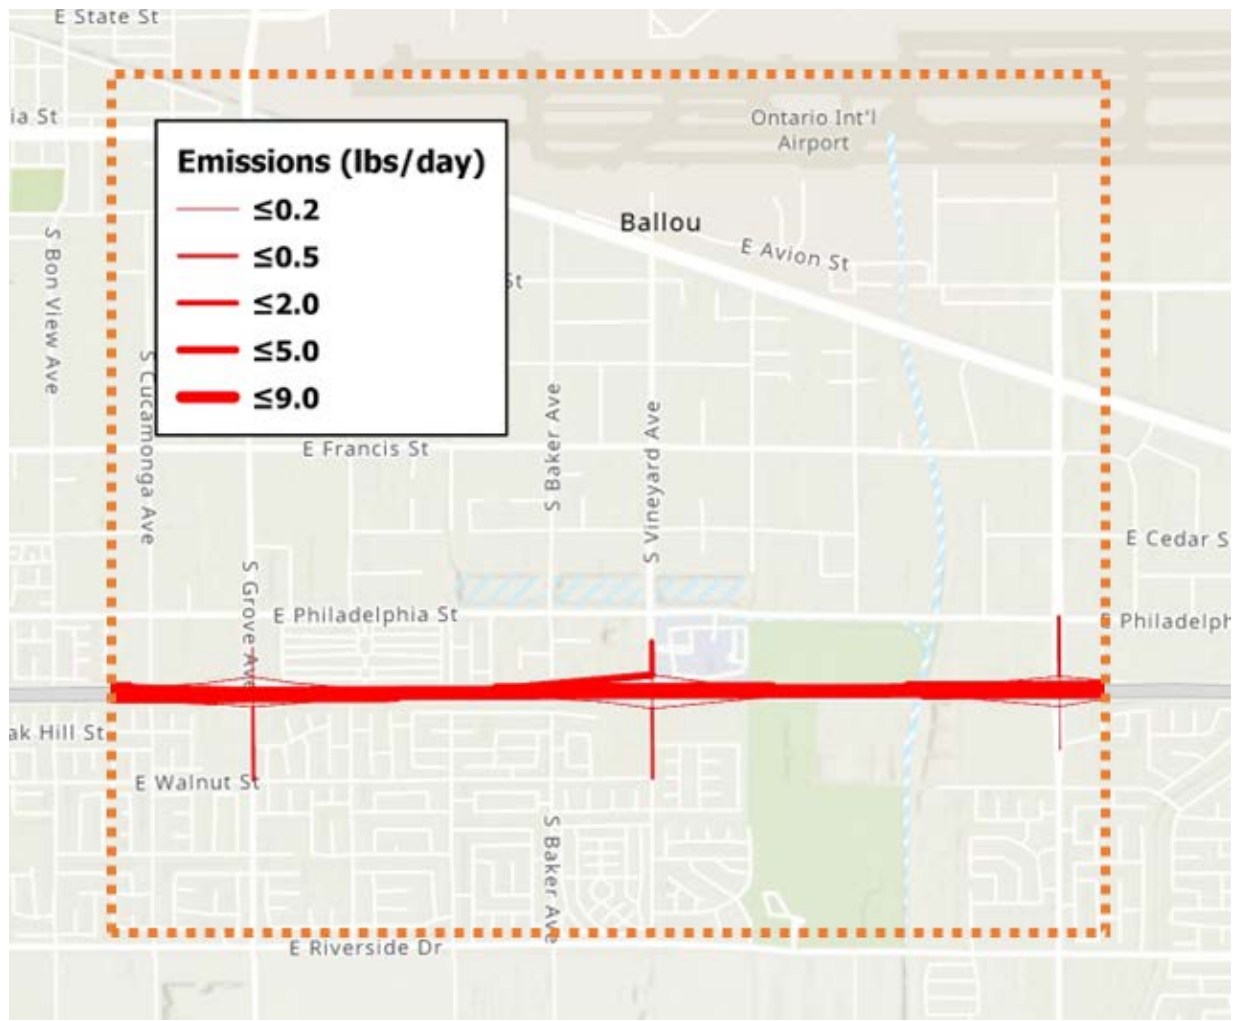 E State St
ia St
Ontario Int'l
Airport
Emissions (lbs/day)
≤0.2
≤0.5
≤2.0
≤5.0
≤9.0
Ballou
E Avion St
S Bon View Ave
St
S Cucamonga Ave
S Baker Ave
S Vineyard Ave
E Francis St
E Cedar S
S Grove Ave
E Philadelphia St
E Philadelph
ak Hill St
E Walnut St
S Baker Ave
E Riverside Dr